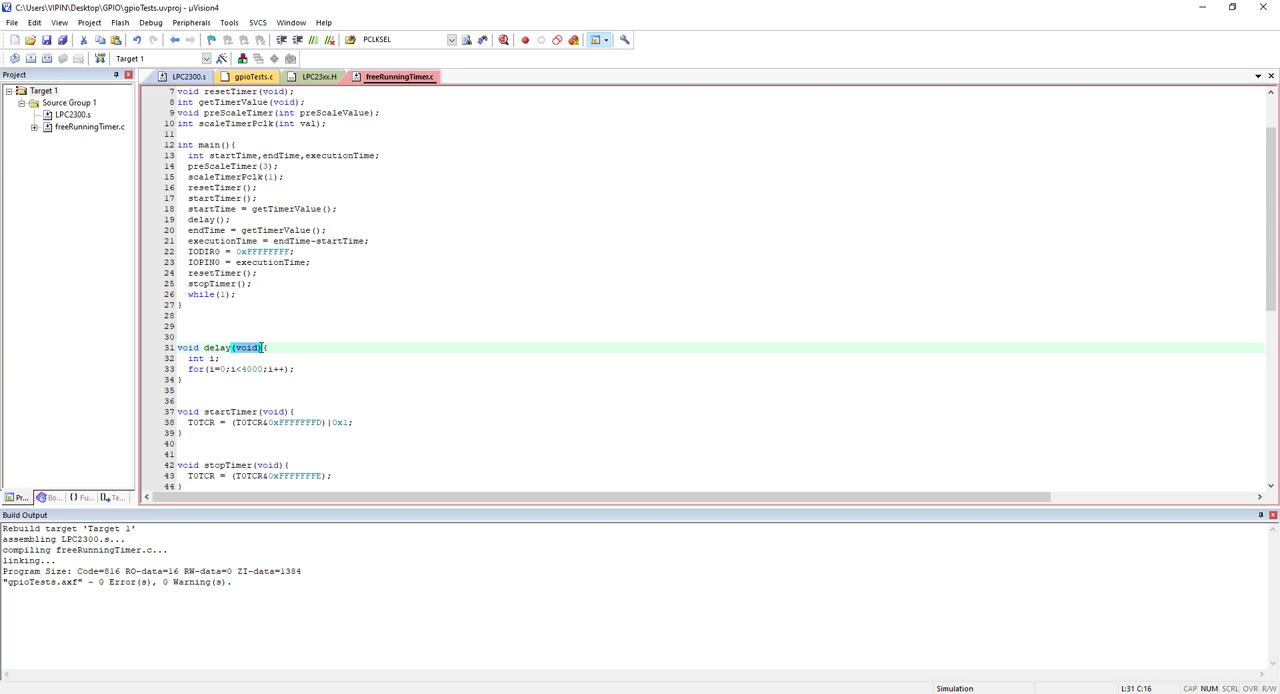 C:\Users\VIPIN\Desktop\GPIO\gpioTests.uvproj - µVision4
File Edit View Project Flash Debug Peripherals Tools SVCS Window Help
PCLKSEL
Target 1
Project
LPC2300.s gpioTests.c LPC23xx.H freeRunningTimer.c
Target 1
Source Group 1
LPC2300.s
freeRunningTimer.c
7 void resetTimer(void);
8 int getTimerValue(void);
9 void preScaleTimer(int preScaleValue);
10 int scaleTimerPclk(int val);
11
12 int main(){
13 int startTime,endTime,executionTime;
14 preScaleTimer(3);
15 scaleTimerPclk(1);
16 resetTimer();
17 startTimer();
18 startTime = getTimerValue();
19 delay();
20 endTime = getTimerValue();
21 executionTime = endTime-startTime;
22 IODIR0 = 0xFFFFFFFF;
23 IOPIN0 = executionTime;
24 resetTimer();
25 stopTimer();
26 while(1);
27 }
28
29
30
31 void delay(void){
32 int i;
33 for(i=0;i<4000;i++);
34 }
35
36
37 void startTimer(void){
38 T0TCR = (T0TCR&0xFFFFFFFD)|0x1;
39 }
40
41
42 void stopTimer(void){
43 T0TCR = (T0TCR&0xFFFFFFFE);
44 }
Pr... Bo... {} Fu... Te...
Build Output
Rebuild target 'Target 1'
assembling LPC2300.s...
compiling freeRunningTimer.c...
linking...
Program Size: Code=816 RO-data=16 RW-data=0 ZI-data=1384
"gpioTests.axf" - 0 Error(s), 0 Warning(s).
Simulation L:31 C:16 CAP NUM SCRL OVR R/W